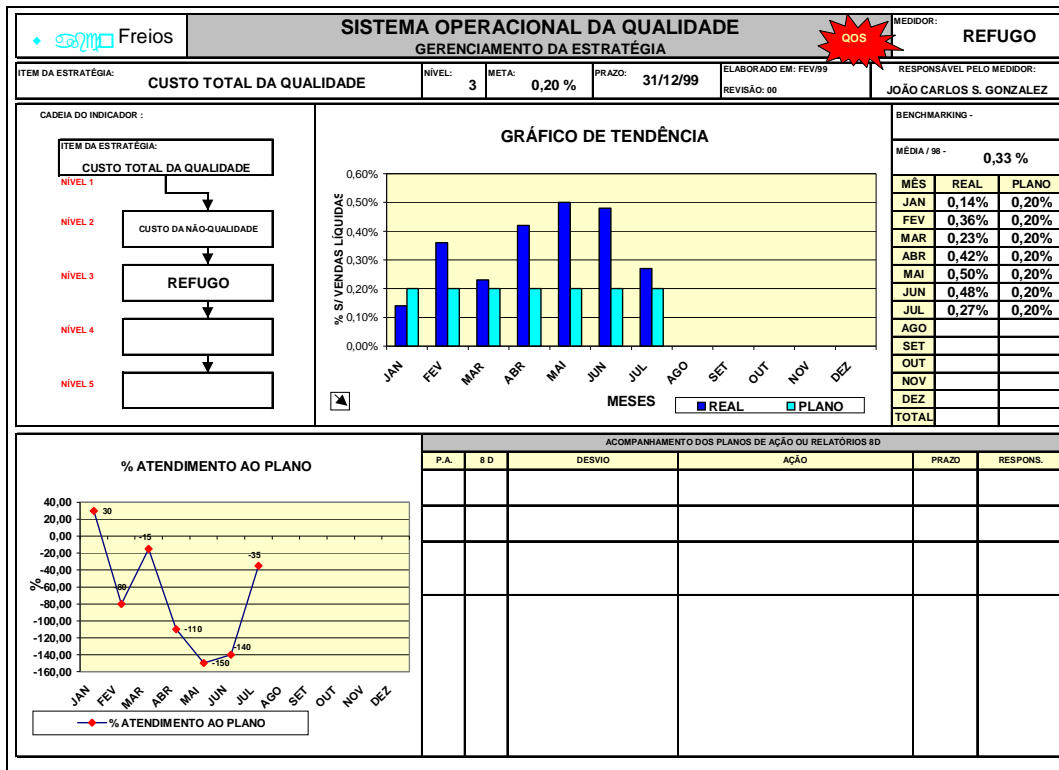 Freios
SISTEMA OPERACIONAL DA QUALIDADE
GERENCIAMENTO DA ESTRATÉGIA
QOS
MEDIDOR:
REFUGO
ITEM DA ESTRATÉGIA:
CUSTO TOTAL DA QUALIDADE
NÍVEL:
3
META:
0,20 %
PRAZO:
31/12/99
ELABORADO EM: FEV/99
REVISÃO: 00
RESPONSÁVEL PELO MEDIDOR:
JOÃO CARLOS S. GONZALEZ
CADEIA DO INDICADOR :
ITEM DA ESTRATÉGIA:
CUSTO TOTAL DA QUALIDADE
NÍVEL 1
NÍVEL 2
CUSTO DA NÃO-QUALIDADE
NÍVEL 3
REFUGO
NÍVEL 4
NÍVEL 5
GRÁFICO DE TENDÊNCIA
% S/ VENDAS LÍQUIDAS
0,60%
0,50%
0,40%
0,30%
0,20%
0,10%
0,00%
JAN FEV MAR ABR MAI JUN JUL AGO SET OUT NOV DEZ
MESES
REAL PLANO
BENCHMARKING -
MÉDIA / 98 - 0,33 %
MÊS REAL PLANO
JAN 0,14% 0,20%
FEV 0,36% 0,20%
MAR 0,23% 0,20%
ABR 0,42% 0,20%
MAI 0,50% 0,20%
JUN 0,48% 0,20%
JUL 0,27% 0,20%
AGO
SET
OUT
NOV
DEZ
TOTAL
% ATENDIMENTO AO PLANO
%
40,00
20,00
0,00
-20,00
-40,00
-60,00
-80,00
-100,00
-120,00
-140,00
-160,00
30
-80
-15
-110
-150
-140
-35
JAN FEV MAR ABR MAI JUN JUL AGO SET OUT NOV DEZ
% ATENDIMENTO AO PLANO
ACOMPANHAMENTO DOS PLANOS DE AÇÃO OU RELATÓRIOS 8D
P.A. 8 D DESVIO AÇÃO PRAZO RESPONS.